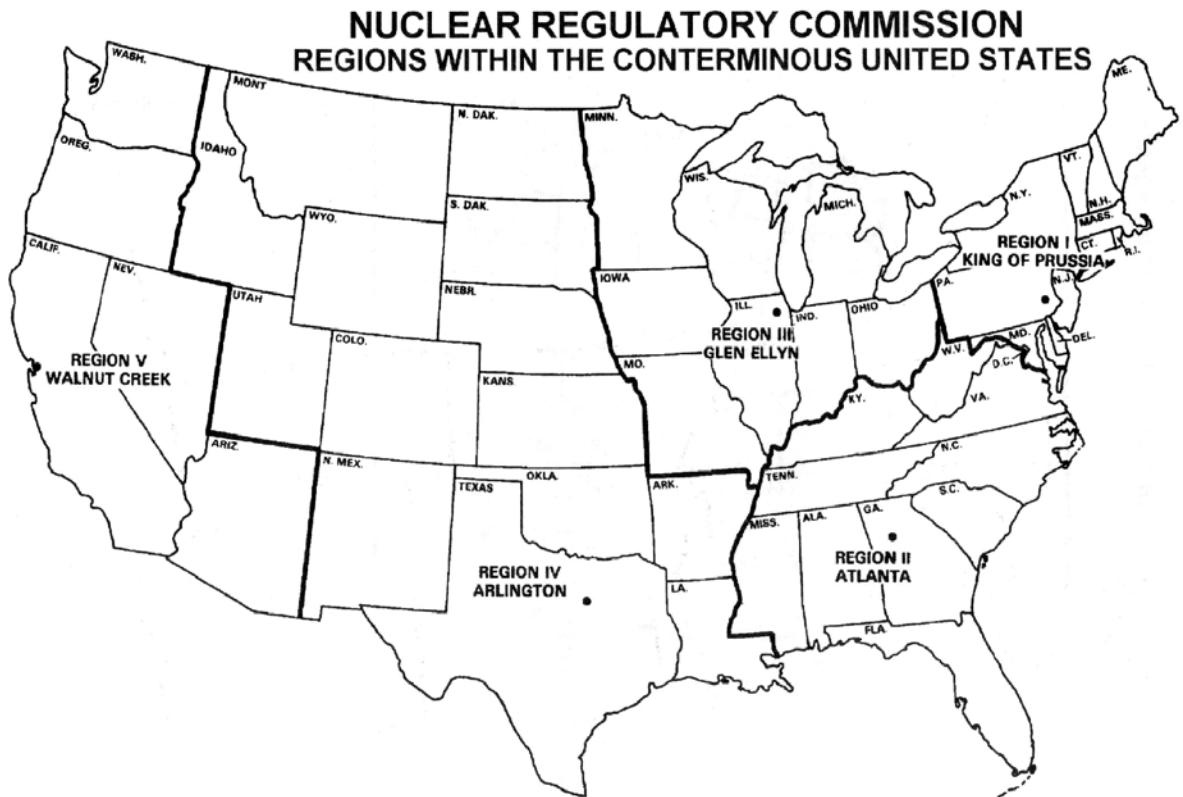 NUCLEAR REGULATORY COMMISSION
REGIONS WITHIN THE CONTERMINOUS UNITED STATES
WASH.
MONT
N. DAK.
MINN.
ME.
OREG.
IDAHO
WIS.
VT.
S. DAK.
MICH.
N.Y.
N.H.
WYO.
MASS.
CALIF.
NEV.
REGION I
KING OF PRUSSIA
CT.
R.I.
IOWA
UTAH
NEBR.
PA.
N.J.
ILL.
IND.
OHIO
REGION III
GLEN ELLYN
COLO.
MD.
DEL.
W.V.
D.C.
REGION V
WALNUT CREEK
MO.
KANS.
KY.
VA.
ARIZ.
N. MEX.
N.C.
OKLA.
TENN.
TEXAS
ARK.
S.C.
MISS.
ALA.
GA.
REGION II
ATLANTA
REGION IV
ARLINGTON
LA.
FLA.